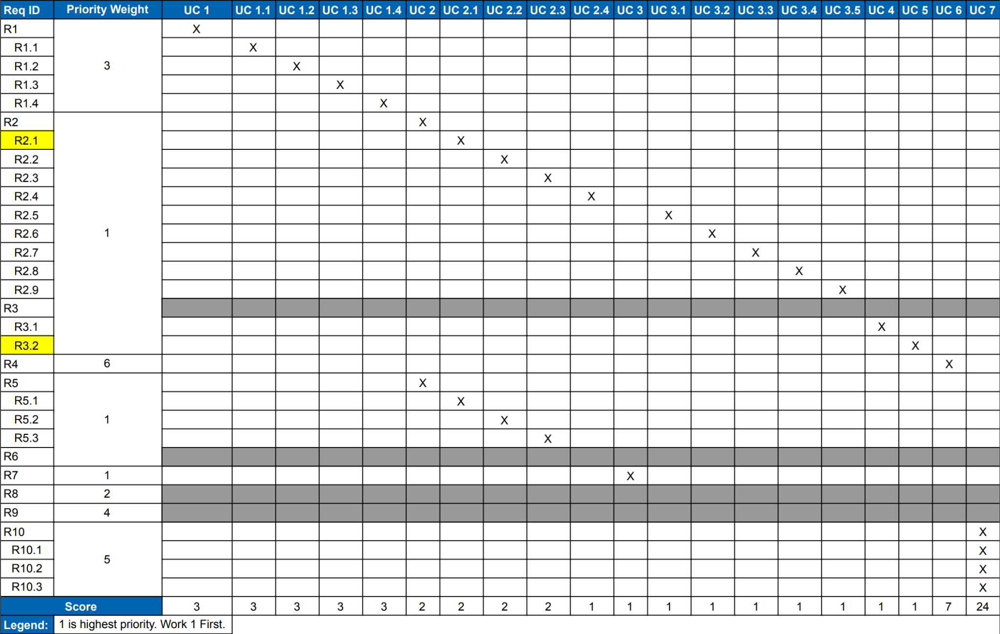 Req ID Priority Weight UC 1 UC 1.1 UC 1.2 UC 1.3 UC 1.4 UC 2 UC 2.1 UC 2.2 UC 2.3 UC 2.4 UC 3 UC 3.1 UC 3.2 UC 3.3 UC 3.4 UC 3.5 UC 4 UC 5 UC 6 UC 7
R1 X
R1.1 X
R1.2 3 X
R1.3 X
R1.4 X
R2 X
R2.1 X
R2.2 X
R2.3 X
R2.4 X
R2.5 X
R2.6 1 X
R2.7 X
R2.8 X
R2.9 X
R3
R3.1 X
R3.2 X
R4 6 X
R5 X
R5.1 X
R5.2 1 X
R5.3 X
R6
R7 1 X
R8 2
R9 4
R10 X
R10.1 5 X
R10.2 X
R10.3 X
Score 3 3 3 3 3 2 2 2 2 1 1 1 1 1 1 1 1 1 7 24
Legend: 1 is highest priority. Work 1 First.